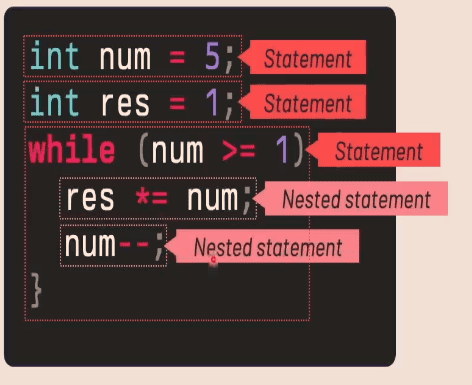 int num = 5; Statement
int res = 1; Statement
while (num >= 1) Statement
res *= num; Nested statement
num--; Nested statement
}